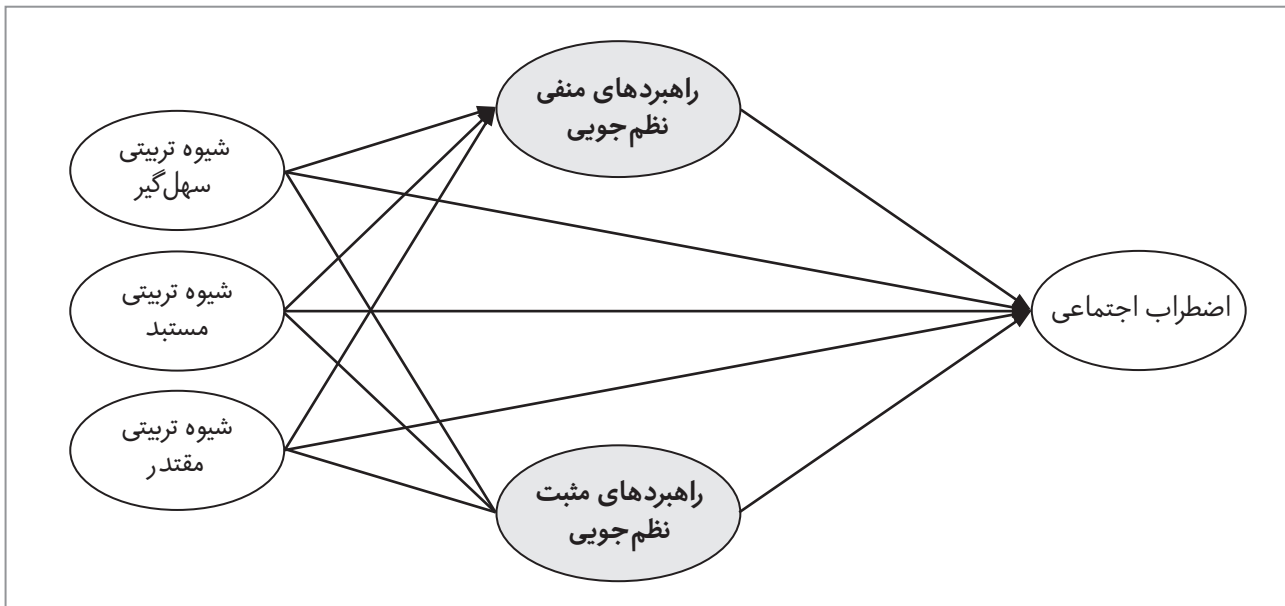 راهبردهای منفی
نظم‌جویی
شیوه تربیتی
سهل‌گیر
شیوه تربیتی
مستبد
اضطراب اجتماعی
شیوه تربیتی
مقتدر
راهبردهای مثبت
نظم‌جویی